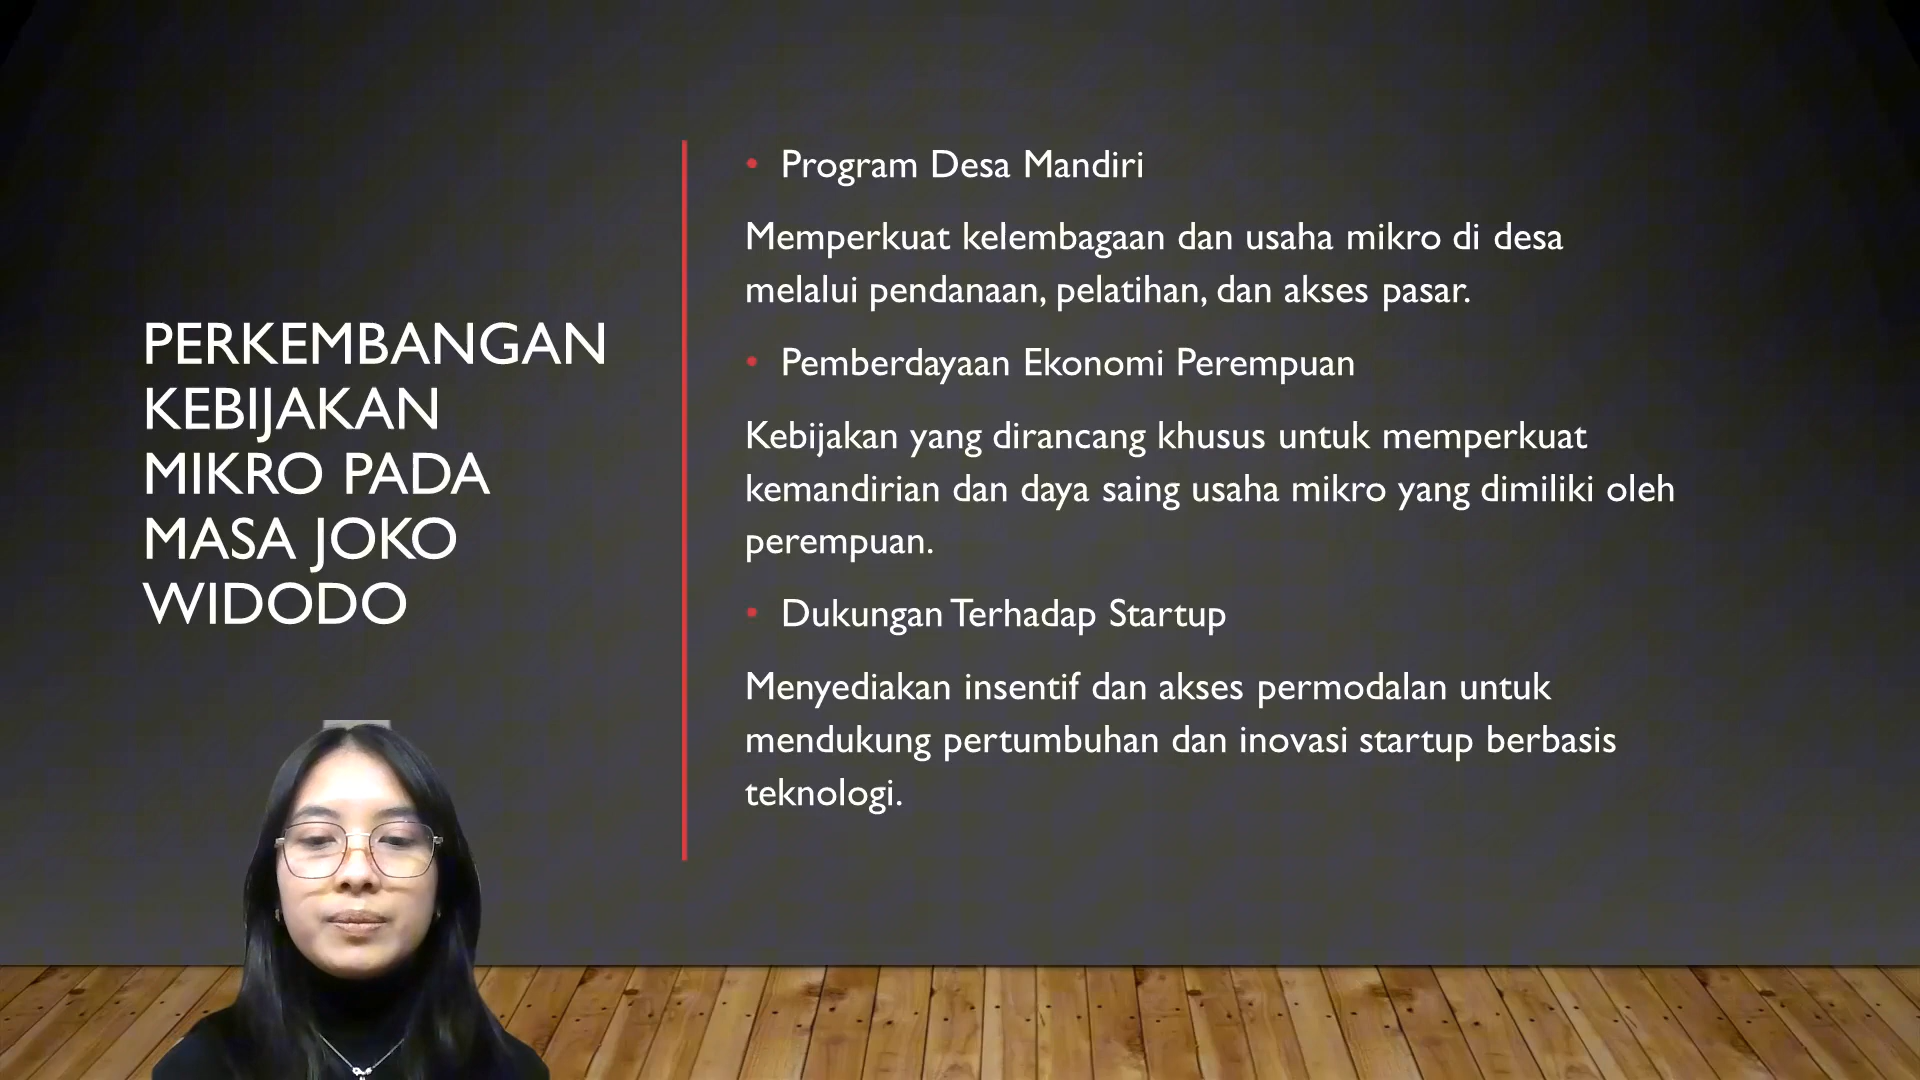 PERKEMBANGAN
KEBIJAKAN
MIKRO PADA
MASA JOKO
WIDODO
• Program Desa Mandiri
Memperkuat kelembagaan dan usaha mikro di desa
melalui pendanaan, pelatihan, dan akses pasar.
• Pemberdayaan Ekonomi Perempuan
Kebijakan yang dirancang khusus untuk memperkuat
kemandirian dan daya saing usaha mikro yang dimiliki oleh
perempuan.
• Dukungan Terhadap Startup
Menyediakan insentif dan akses permodalan untuk
mendukung pertumbuhan dan inovasi startup berbasis
teknologi.